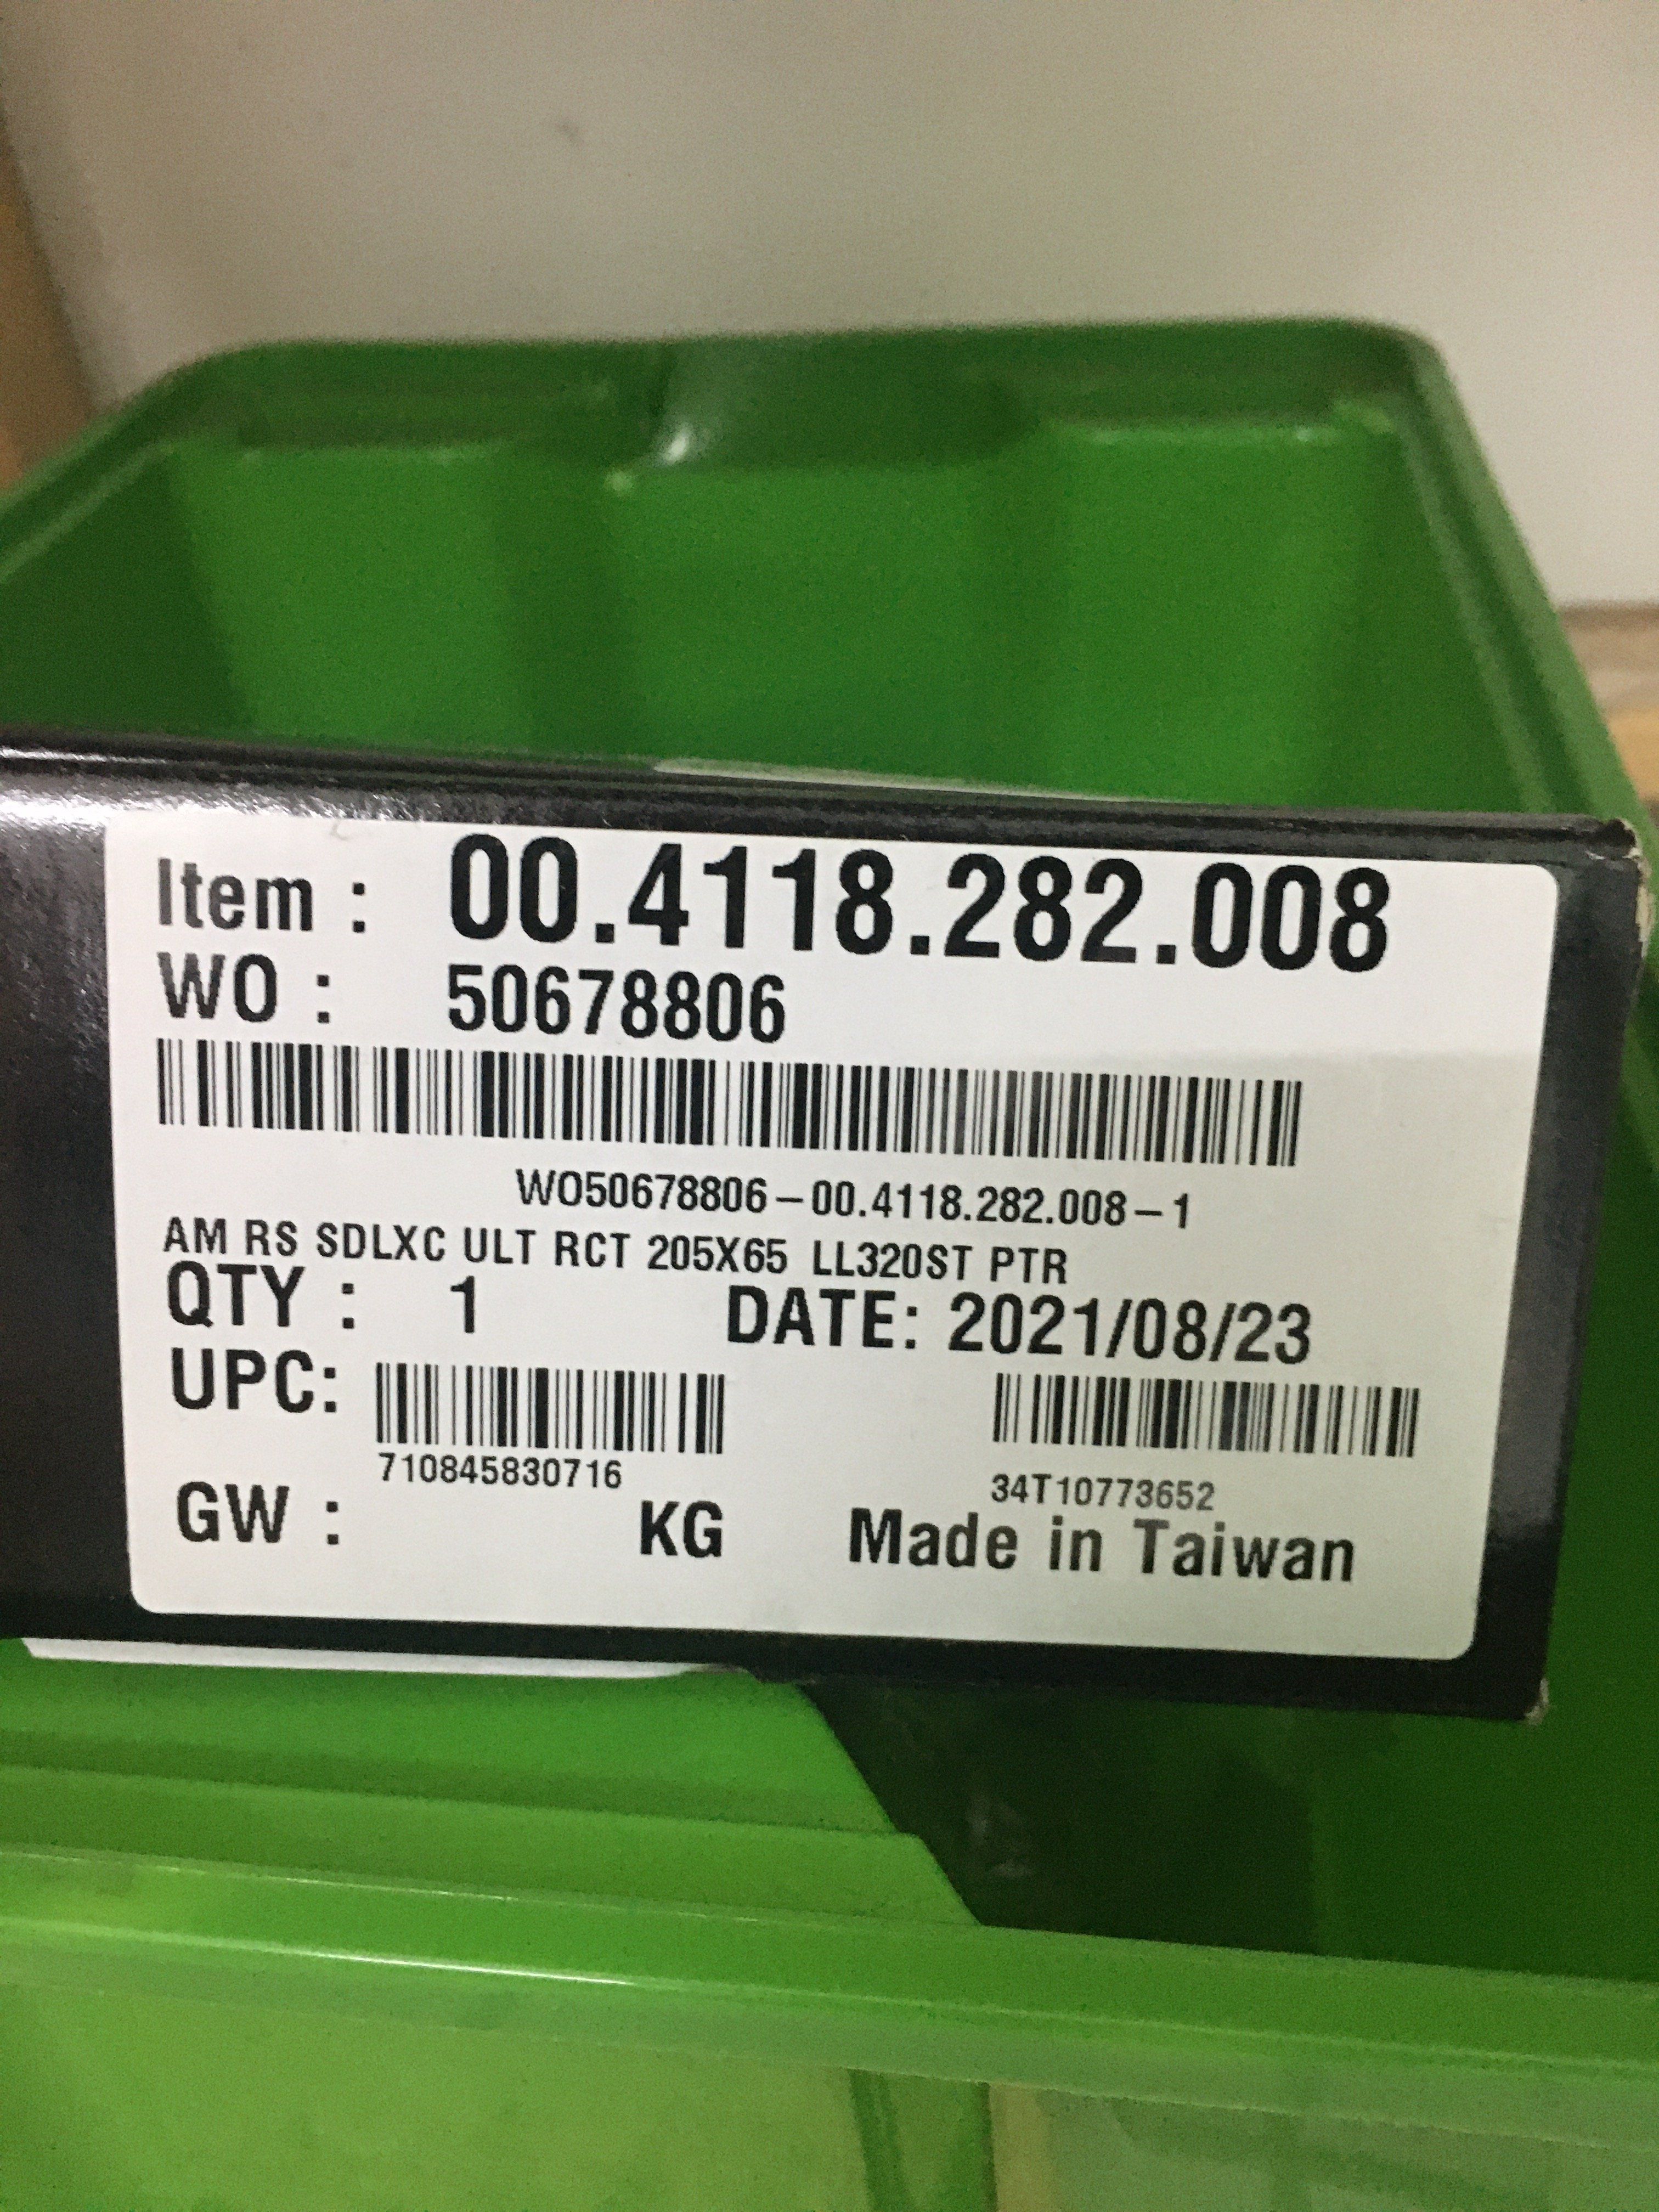 Item : 00.4118.282.008
WO : 50678806
WO50678806-00.4118.282.008-1
AM RS SDLXC ULT RCT 205X65 LL320ST PTR
QTY : 1 DATE: 2021/08/23
UPC:
710845830716 34T10773652
GW : KG Made in Taiwan